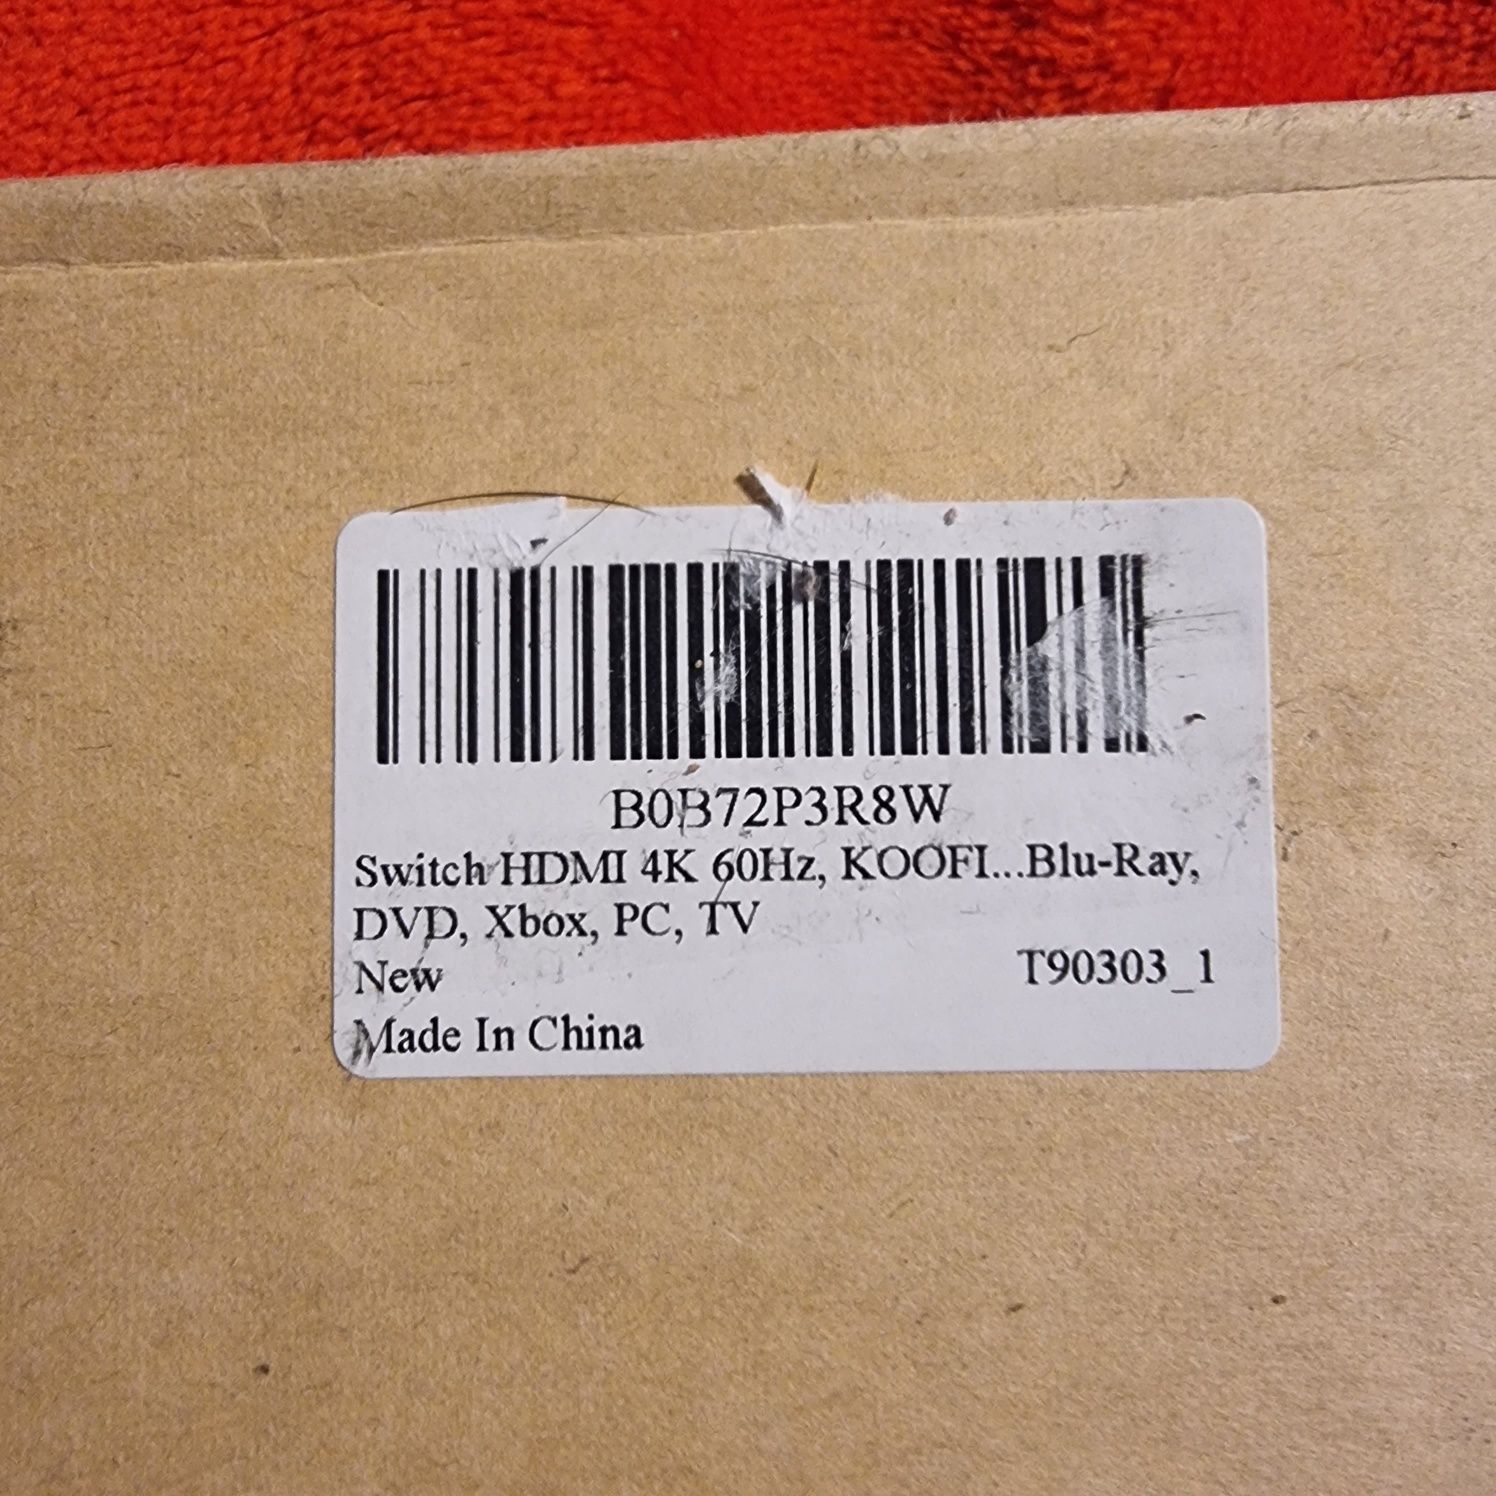 B0B72P3R8W
Switch HDMI 4K 60Hz, KOOFI...Blu-Ray,
DVD, Xbox, PC, TV
New T90303_1
Made In China